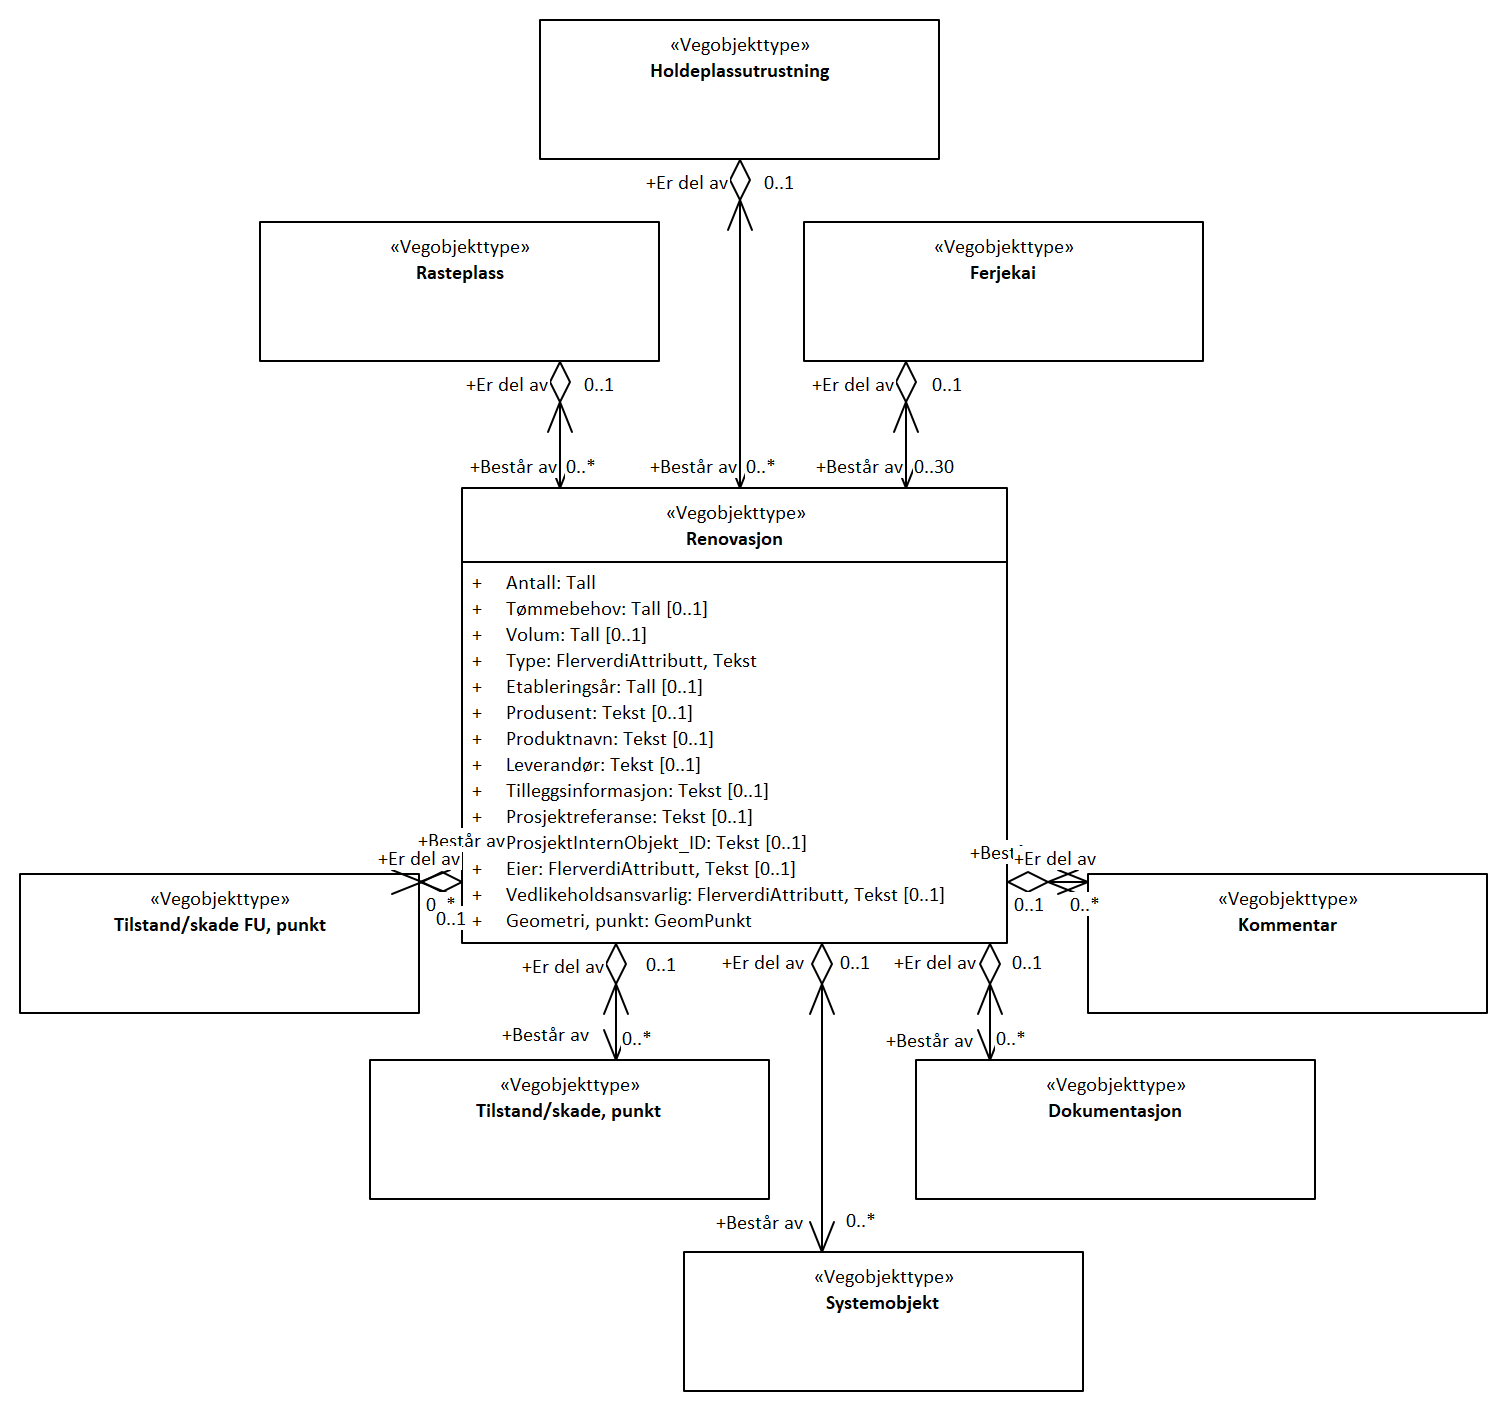 «Vegobjekttype»
Holdeplassutrustning
+Er del av 0..1
«Vegobjekttype»
Rasteplass
«Vegobjekttype»
Ferjekai
+Er del av 0..1
+Er del av 0..1
+Består av 0..*
+Består av 0..*
+Består av 0..30
«Vegobjekttype»
Renovasjon
+ Antall: Tall
+ Tømmebehov: Tall [0..1]
+ Volum: Tall [0..1]
+ Type: FlerverdiAttributt, Tekst
+ Etableringsår: Tall [0..1]
+ Produsent: Tekst [0..1]
+ Produktnavn: Tekst [0..1]
+ Leverandør: Tekst [0..1]
+ Tilleggsinformasjon: Tekst [0..1]
+ Prosjektreferanse: Tekst [0..1]
ProsjektInternObjekt_ID: Tekst [0..1]
+ Eier: FlerverdiAttributt, Tekst [0..1]
+ Vedlikeholdsansvarlig: FlerverdiAttributt, Tekst [0..1]
+ Geometri, punkt: GeomPunkt
+Består av
+Er del av
0..*
0..1
«Vegobjekttype»
Tilstand/skade FU, punkt
+Best
+Er del av
0..1 0..*
«Vegobjekttype»
Kommentar
+Er del av 0..1
+Er del av 0..1
+Er del av 0..1
+Består av 0..*
+Består av 0..*
«Vegobjekttype»
Tilstand/skade, punkt
«Vegobjekttype»
Dokumentasjon
+Består av 0..*
«Vegobjekttype»
Systemobjekt